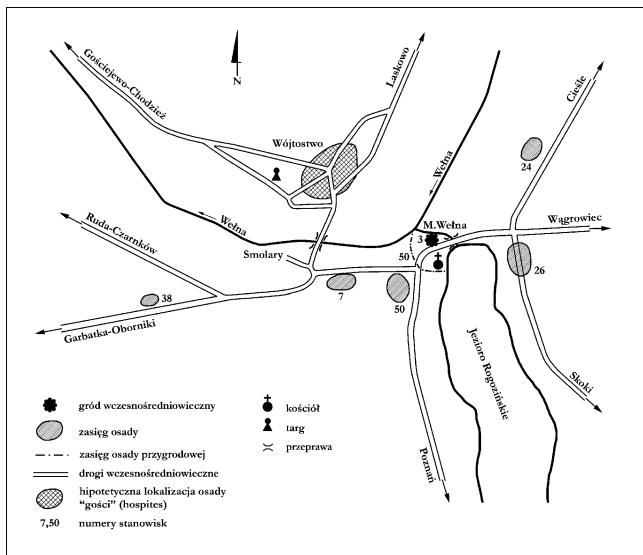 Gościejewo-Chodzież
N
Laskowo
Cieśle
Wójtostwo
Wełna
24
Wełna
M.Wełna
Wągrowiec
Ruda-Czarnków
3
Smolary
50
26
7
50
38
Garbatka-Oborniki
Jezioro Rogozińskie
Skoki
Poznań
gród wczesnośredniowieczny
zasięg osady
zasięg osady przygrodowej
drogi wczesnośredniowieczne
hipotetyczna lokalizacja osady
"gości" (hospites)
7,50 numery stanowisk
kościół
targ
przeprawa